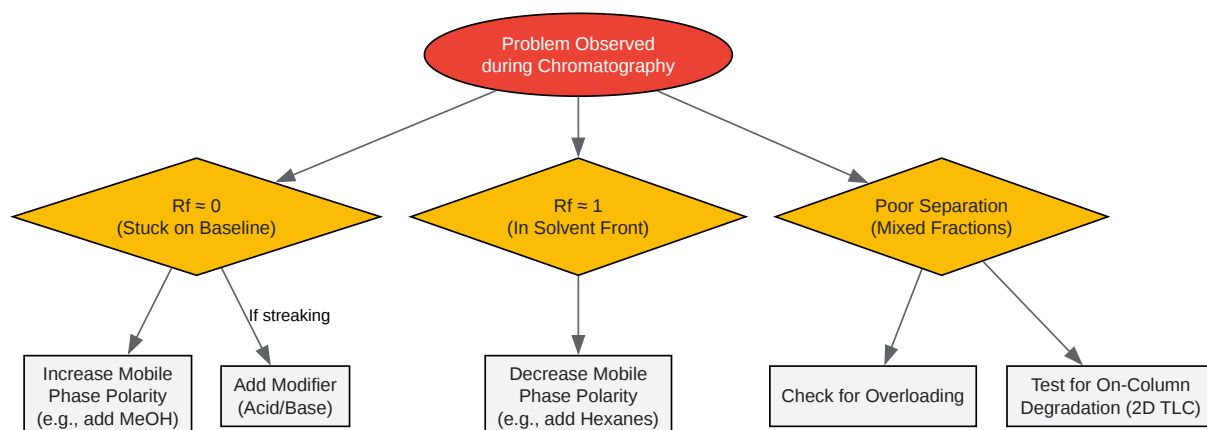 Problem Observed
during Chromatography
Rf ≈ 0
(Stuck on Baseline)
Rf ≈ 1
(In Solvent Front)
Poor Separation
(Mixed Fractions)
If streaking
Increase Mobile
Phase Polarity
(e.g., add MeOH)
Add Modifier
(Acid/Base)
Decrease Mobile
Phase Polarity
(e.g., add Hexanes)
Check for Overloading
Test for On-Column
Degradation (2D TLC)